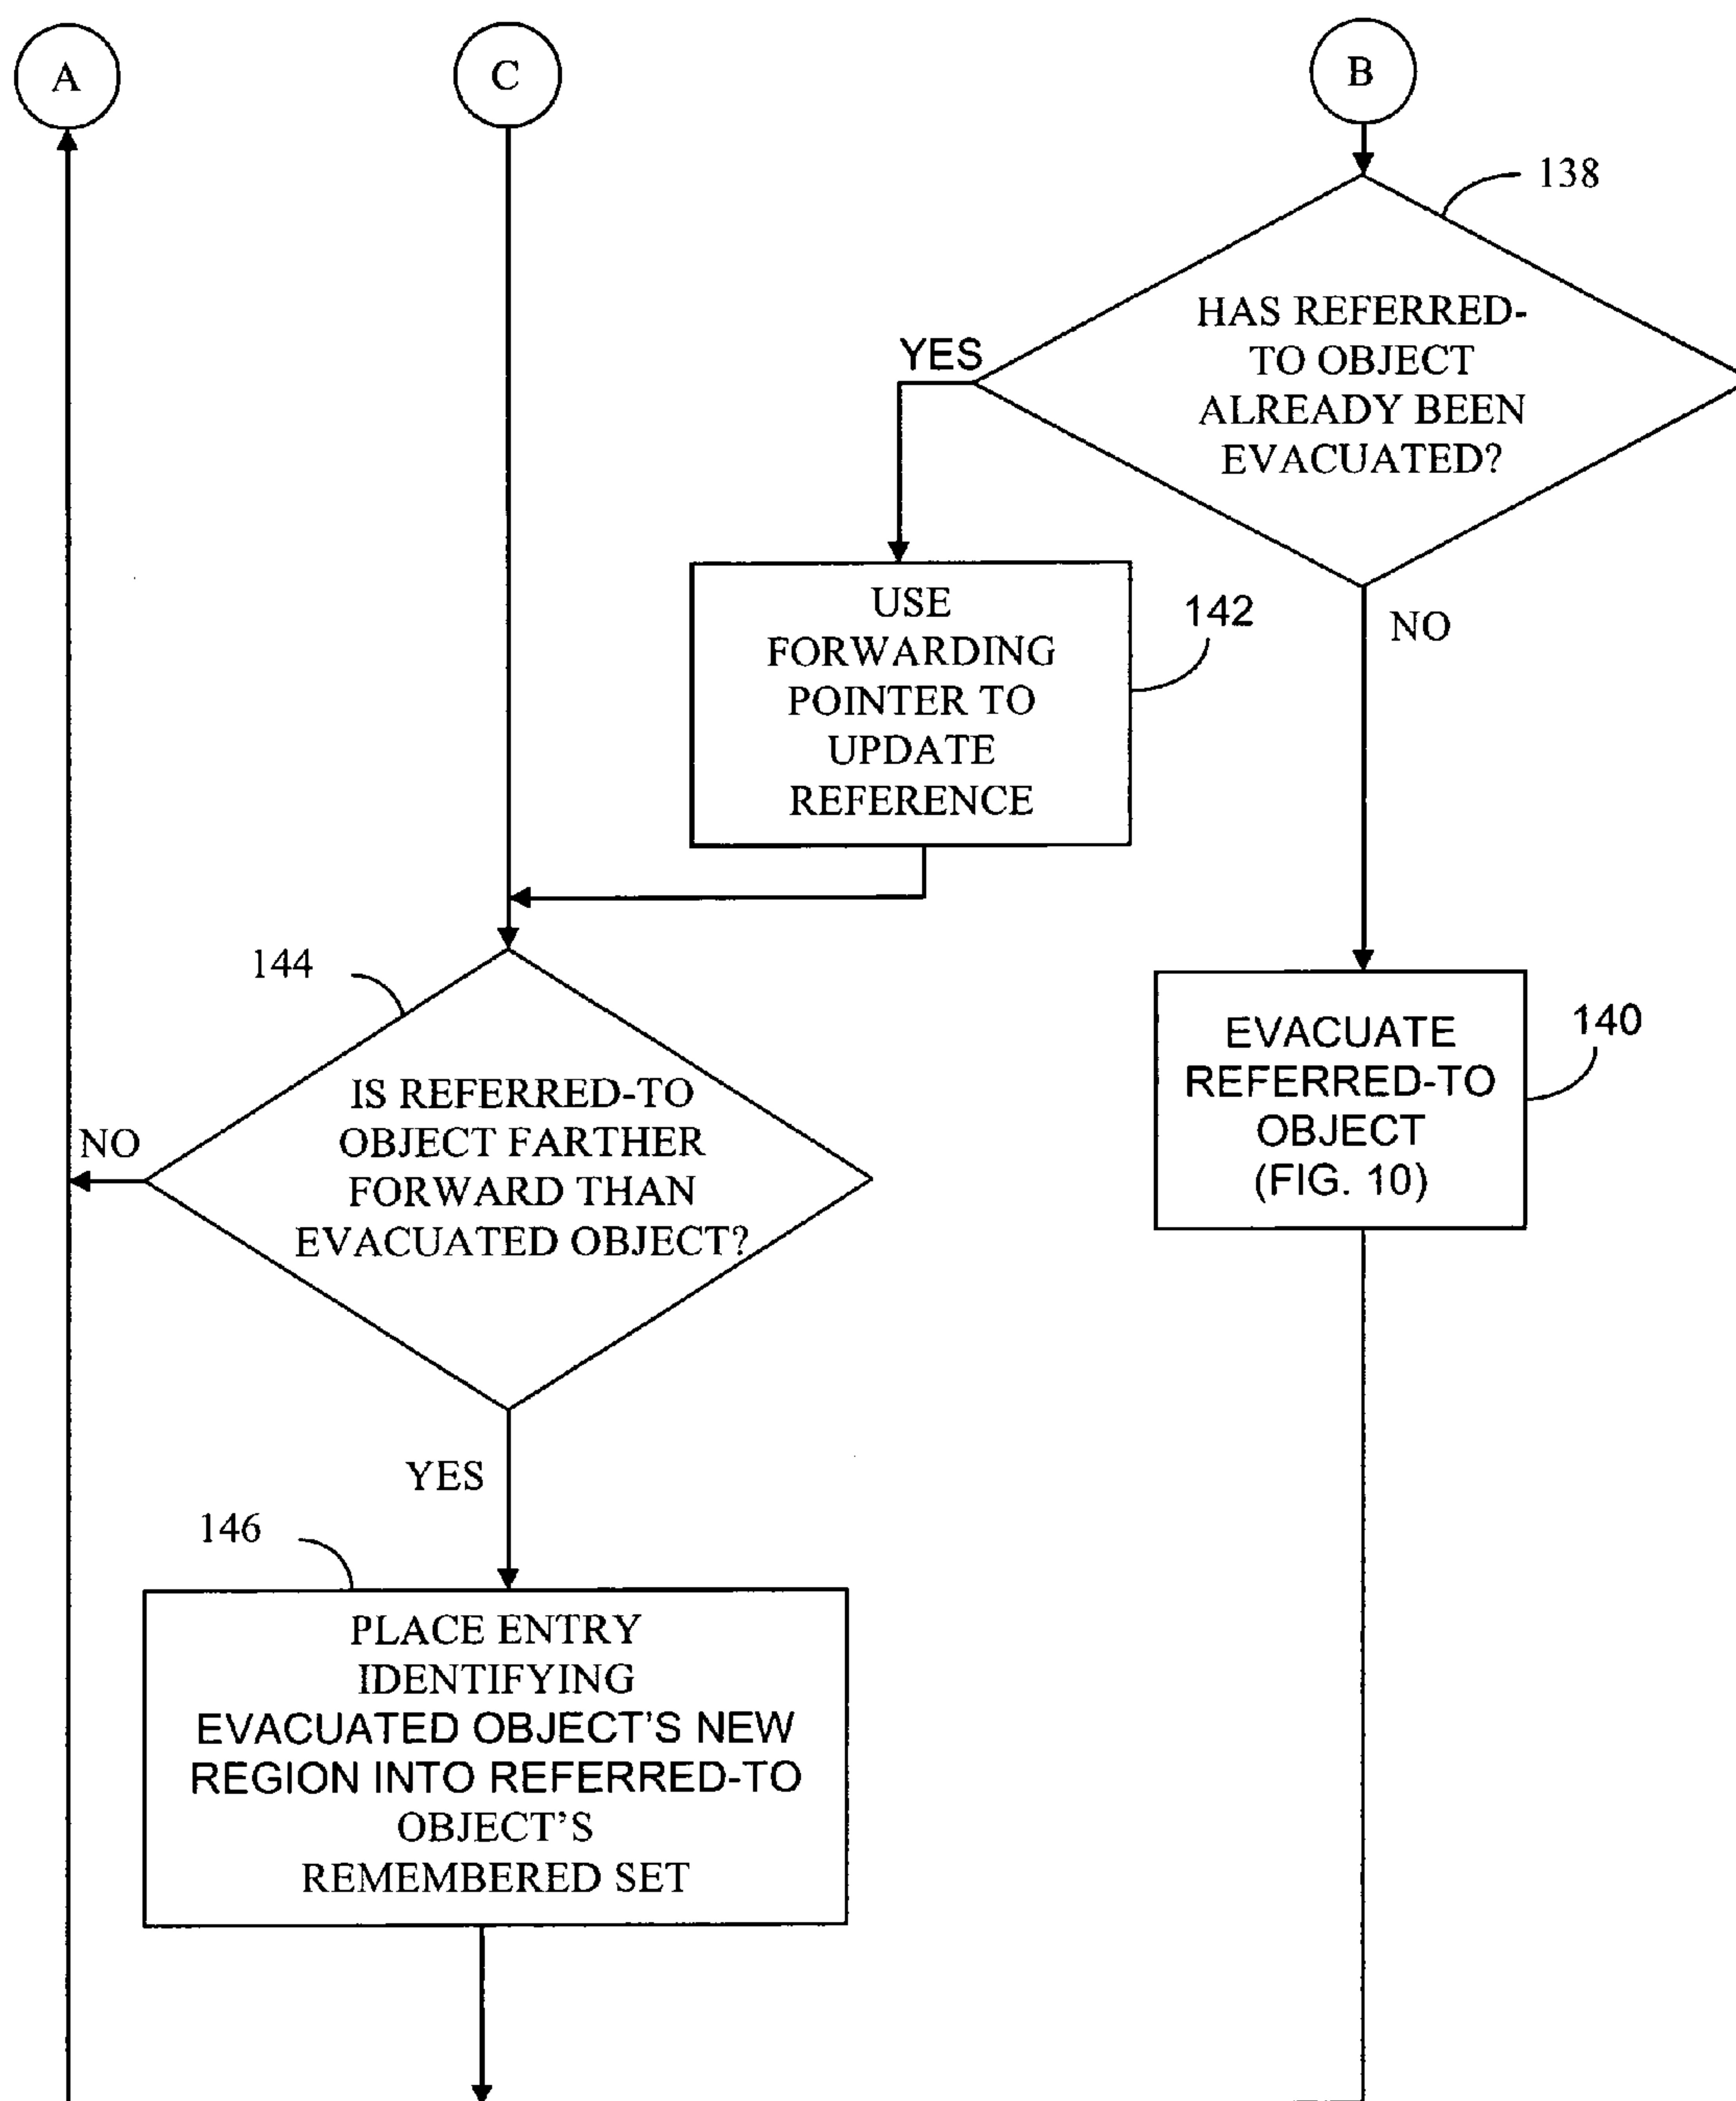 A
C
B
138
HAS REFERRED-
TO OBJECT
ALREADY BEEN
EVACUATED?
YES
NO
USE
FORWARDING
POINTER TO
UPDATE
REFERENCE
142
144
IS REFERRED-TO
OBJECT FARTHER
FORWARD THAN
EVACUATED OBJECT?
NO
YES
EVACUATE
REFERRED-TO
OBJECT
(FIG. 10)
140
146
PLACE ENTRY
IDENTIFYING
EVACUATED OBJECT'S NEW
REGION INTO REFERRED-TO
OBJECT'S
REMEMBERED SET